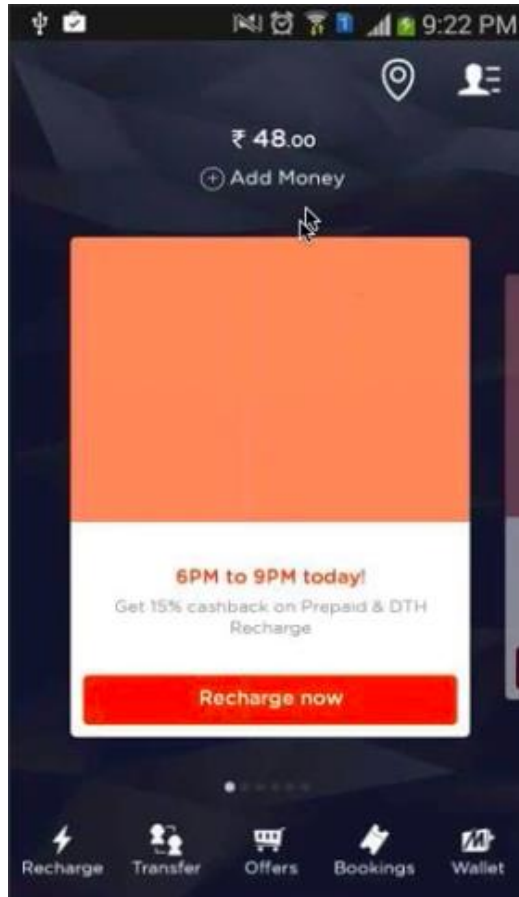 9:22 PM
₹ 48.00
Add Money
6PM to 9PM today!
Get 15% cashback on Prepaid & DTH
Recharge
Recharge now
Recharge Transfer Offers Bookings Wallet